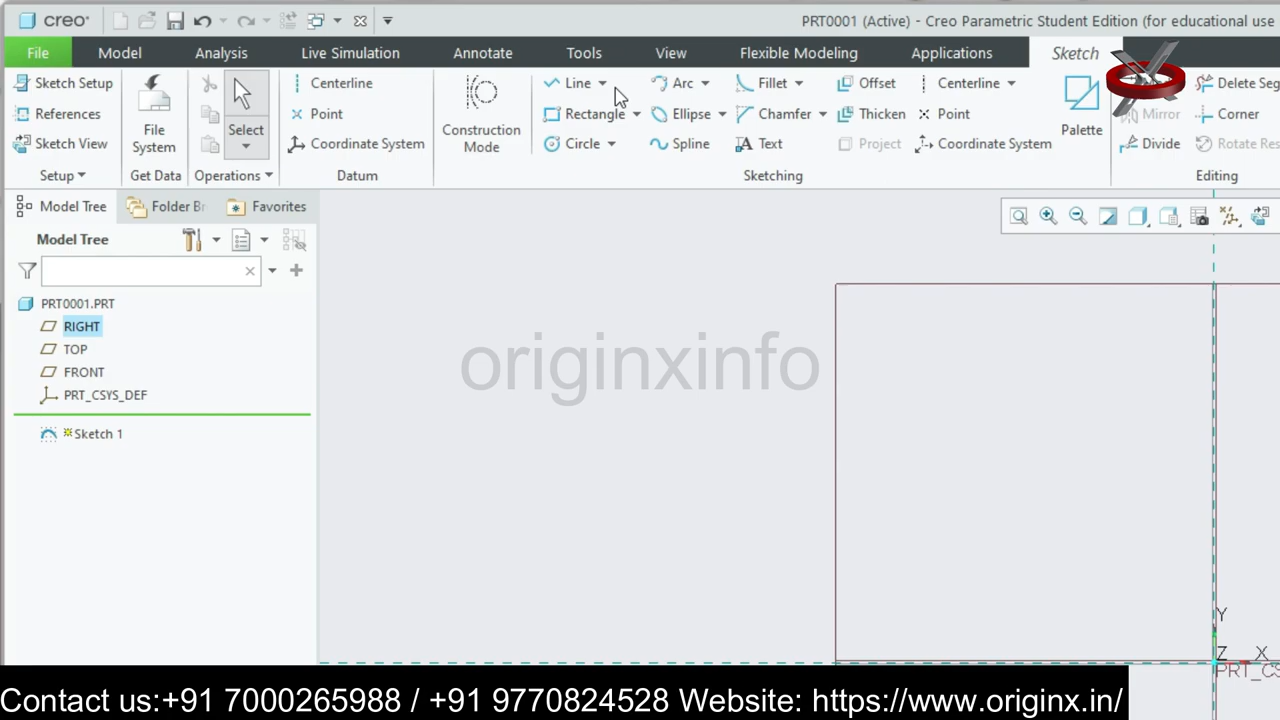 creo®
PRT0001 (Active) - Creo Parametric Student Edition (for educational use
File Model Analysis Live Simulation Annotate Tools View Flexible Modeling Applications Sketch
Sketch Setup
References
Sketch View
Setup
File System
Get Data
Select
Operations
Centerline
Point
Coordinate System
Datum
Construction Mode
Line Arc Fillet Offset Centerline
Rectangle Ellipse Chamfer Thicken Point
Circle Spline Text Project Coordinate System
Sketching
Palette
Delete Seg
Mirror Corner
Divide Rotate Res
Editing
Model Tree Folder Br Favorites
Model Tree
PRT0001.PRT
RIGHT
TOP
FRONT
PRT_CSYS_DEF
Sketch 1
originxinfo
Y
Z X
PRT_CS
Contact us:+91 7000265988 / +91 9770824528 Website: https://www.originx.in/